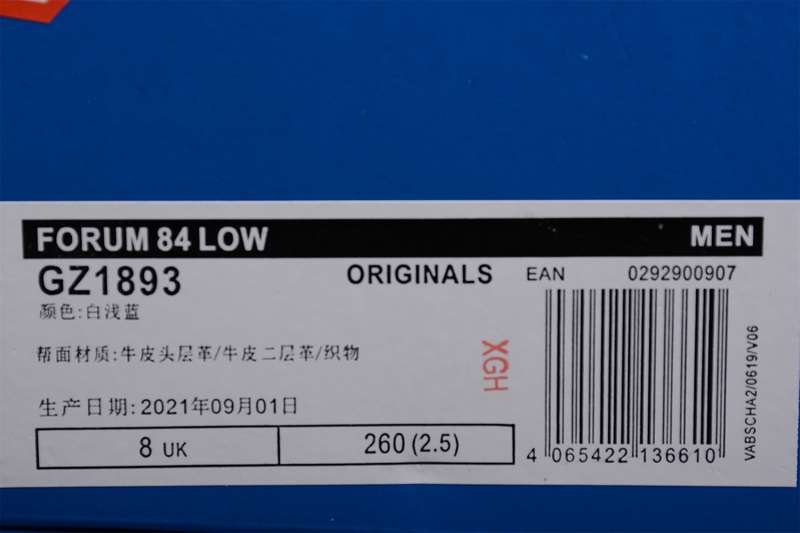 FORUM 84 LOW MEN
GZ1893 ORIGINALS EAN 0292900907
颜色:白浅蓝
帮面材质:牛皮头层革/牛皮二层革/织物
XGH
生产日期:2021年09月01日
8 UK 260 (2.5)
4 065422 136610
VABSCHA2/0619/V06